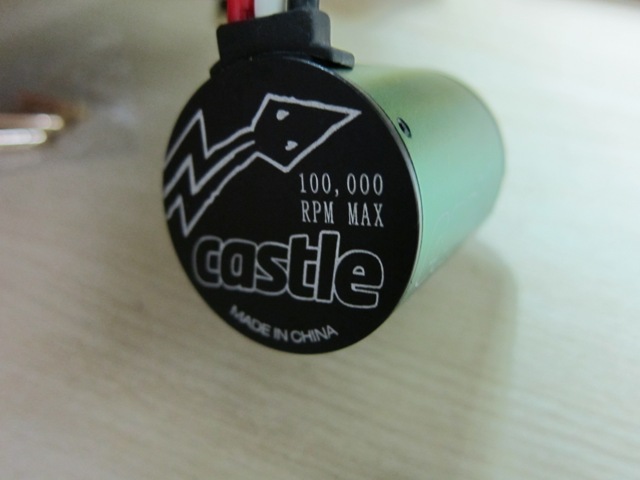 100,000
RPM MAX
castle
MADE IN CHINA